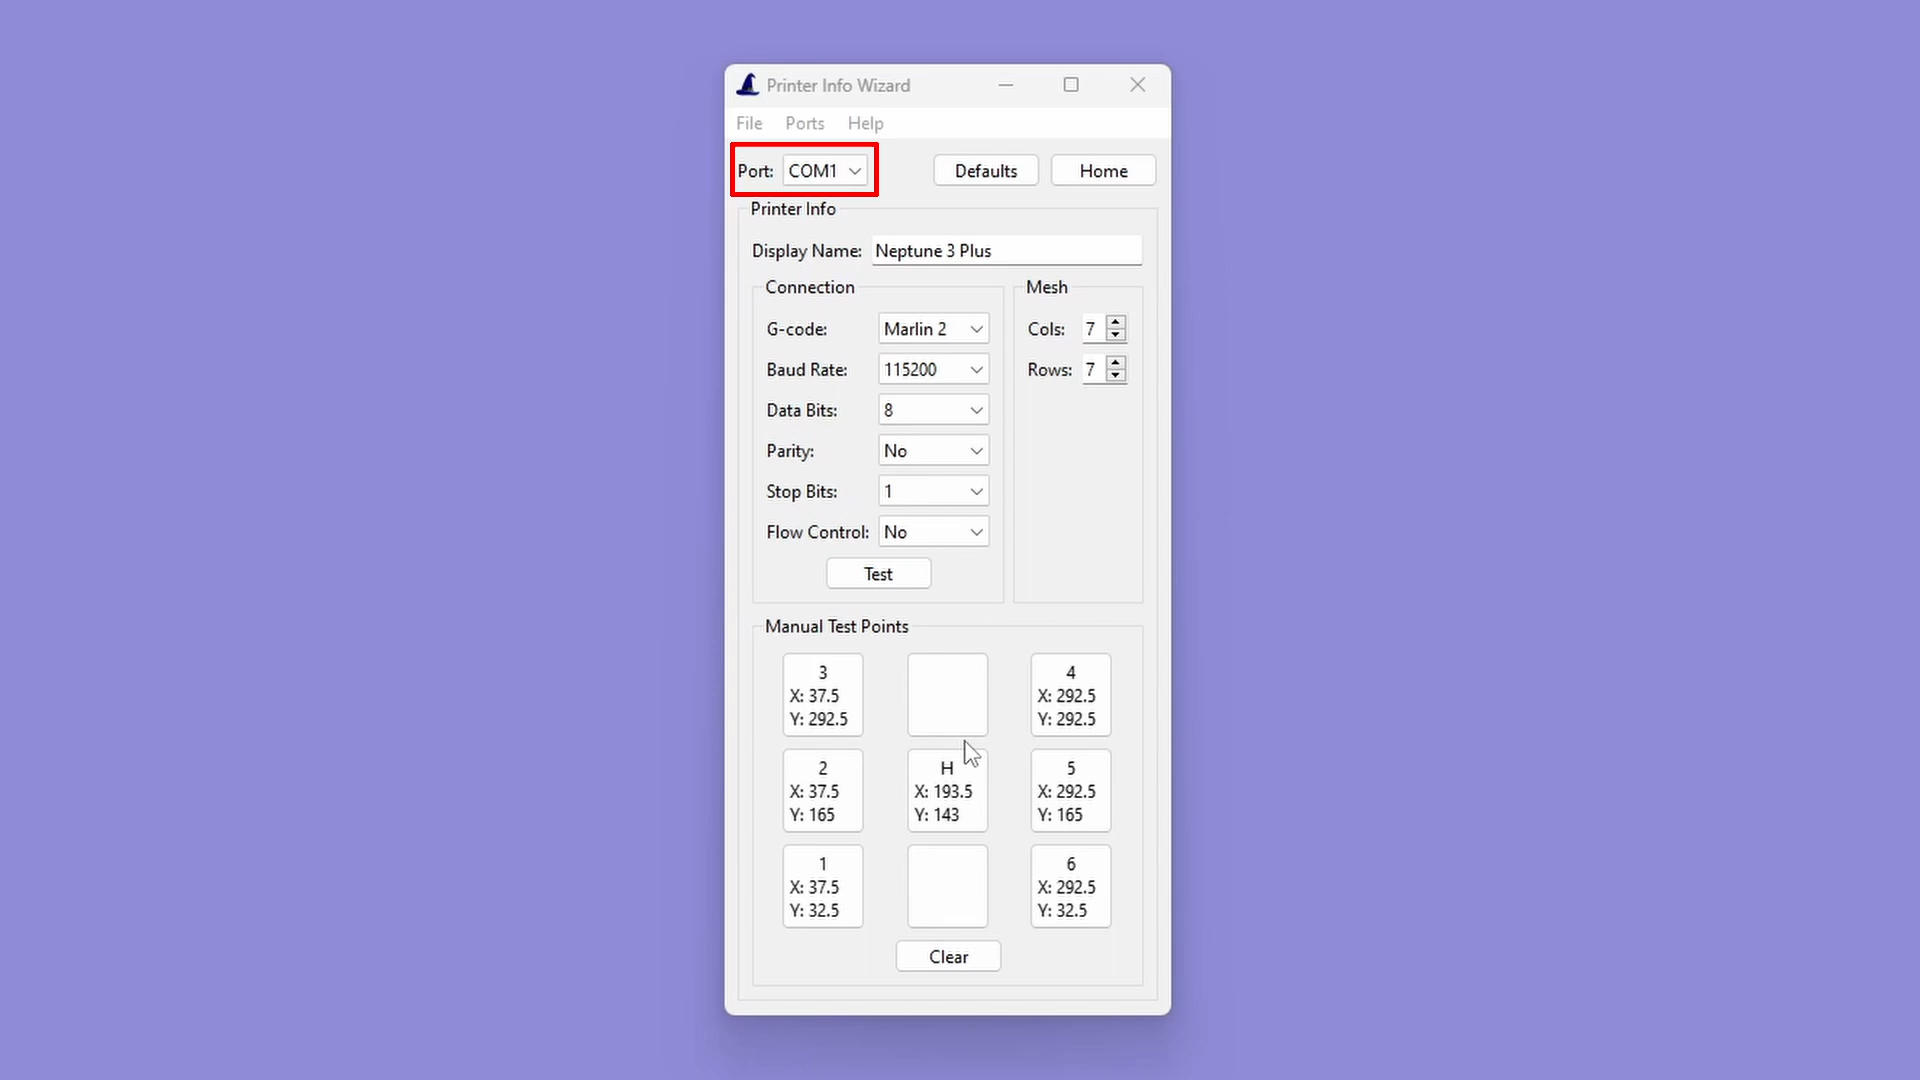 Printer Info Wizard
File Ports Help
Port: COM1 Defaults Home
Printer Info
Display Name: Neptune 3 Plus
Connection
G-code: Marlin 2
Baud Rate: 115200
Data Bits: 8
Parity: No
Stop Bits: 1
Flow Control: No
Test
Mesh
Cols: 7
Rows: 7
Manual Test Points
3
X: 37.5
Y: 292.5
4
X: 292.5
Y: 292.5
2
X: 37.5
Y: 165
H
X: 193.5
Y: 143
5
X: 292.5
Y: 165
1
X: 37.5
Y: 32.5
6
X: 292.5
Y: 32.5
Clear